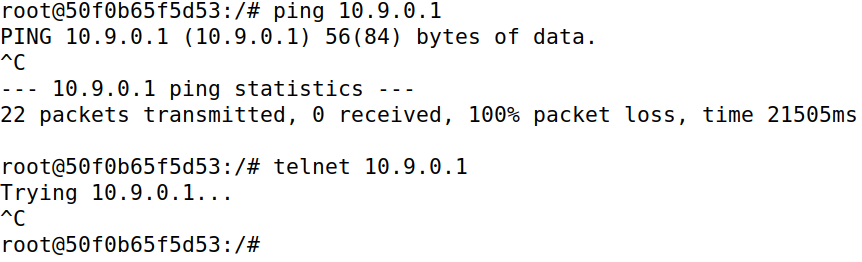 root@50f0b65f5d53:/# ping 10.9.0.1
PING 10.9.0.1 (10.9.0.1) 56(84) bytes of data.
^C
--- 10.9.0.1 ping statistics ---
22 packets transmitted, 0 received, 100% packet loss, time 21505ms
root@50f0b65f5d53:/# telnet 10.9.0.1
Trying 10.9.0.1...
^C
root@50f0b65f5d53:/#